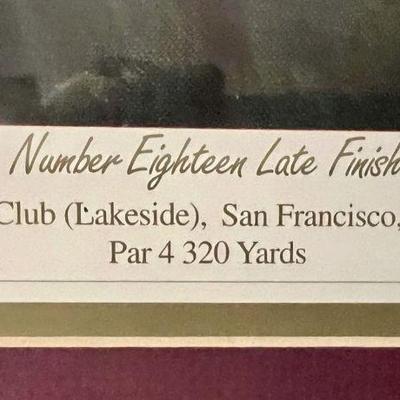 Number Eighteen Late Finish
Club (Lakeside), San Francisco,
Par 4 320 Yards